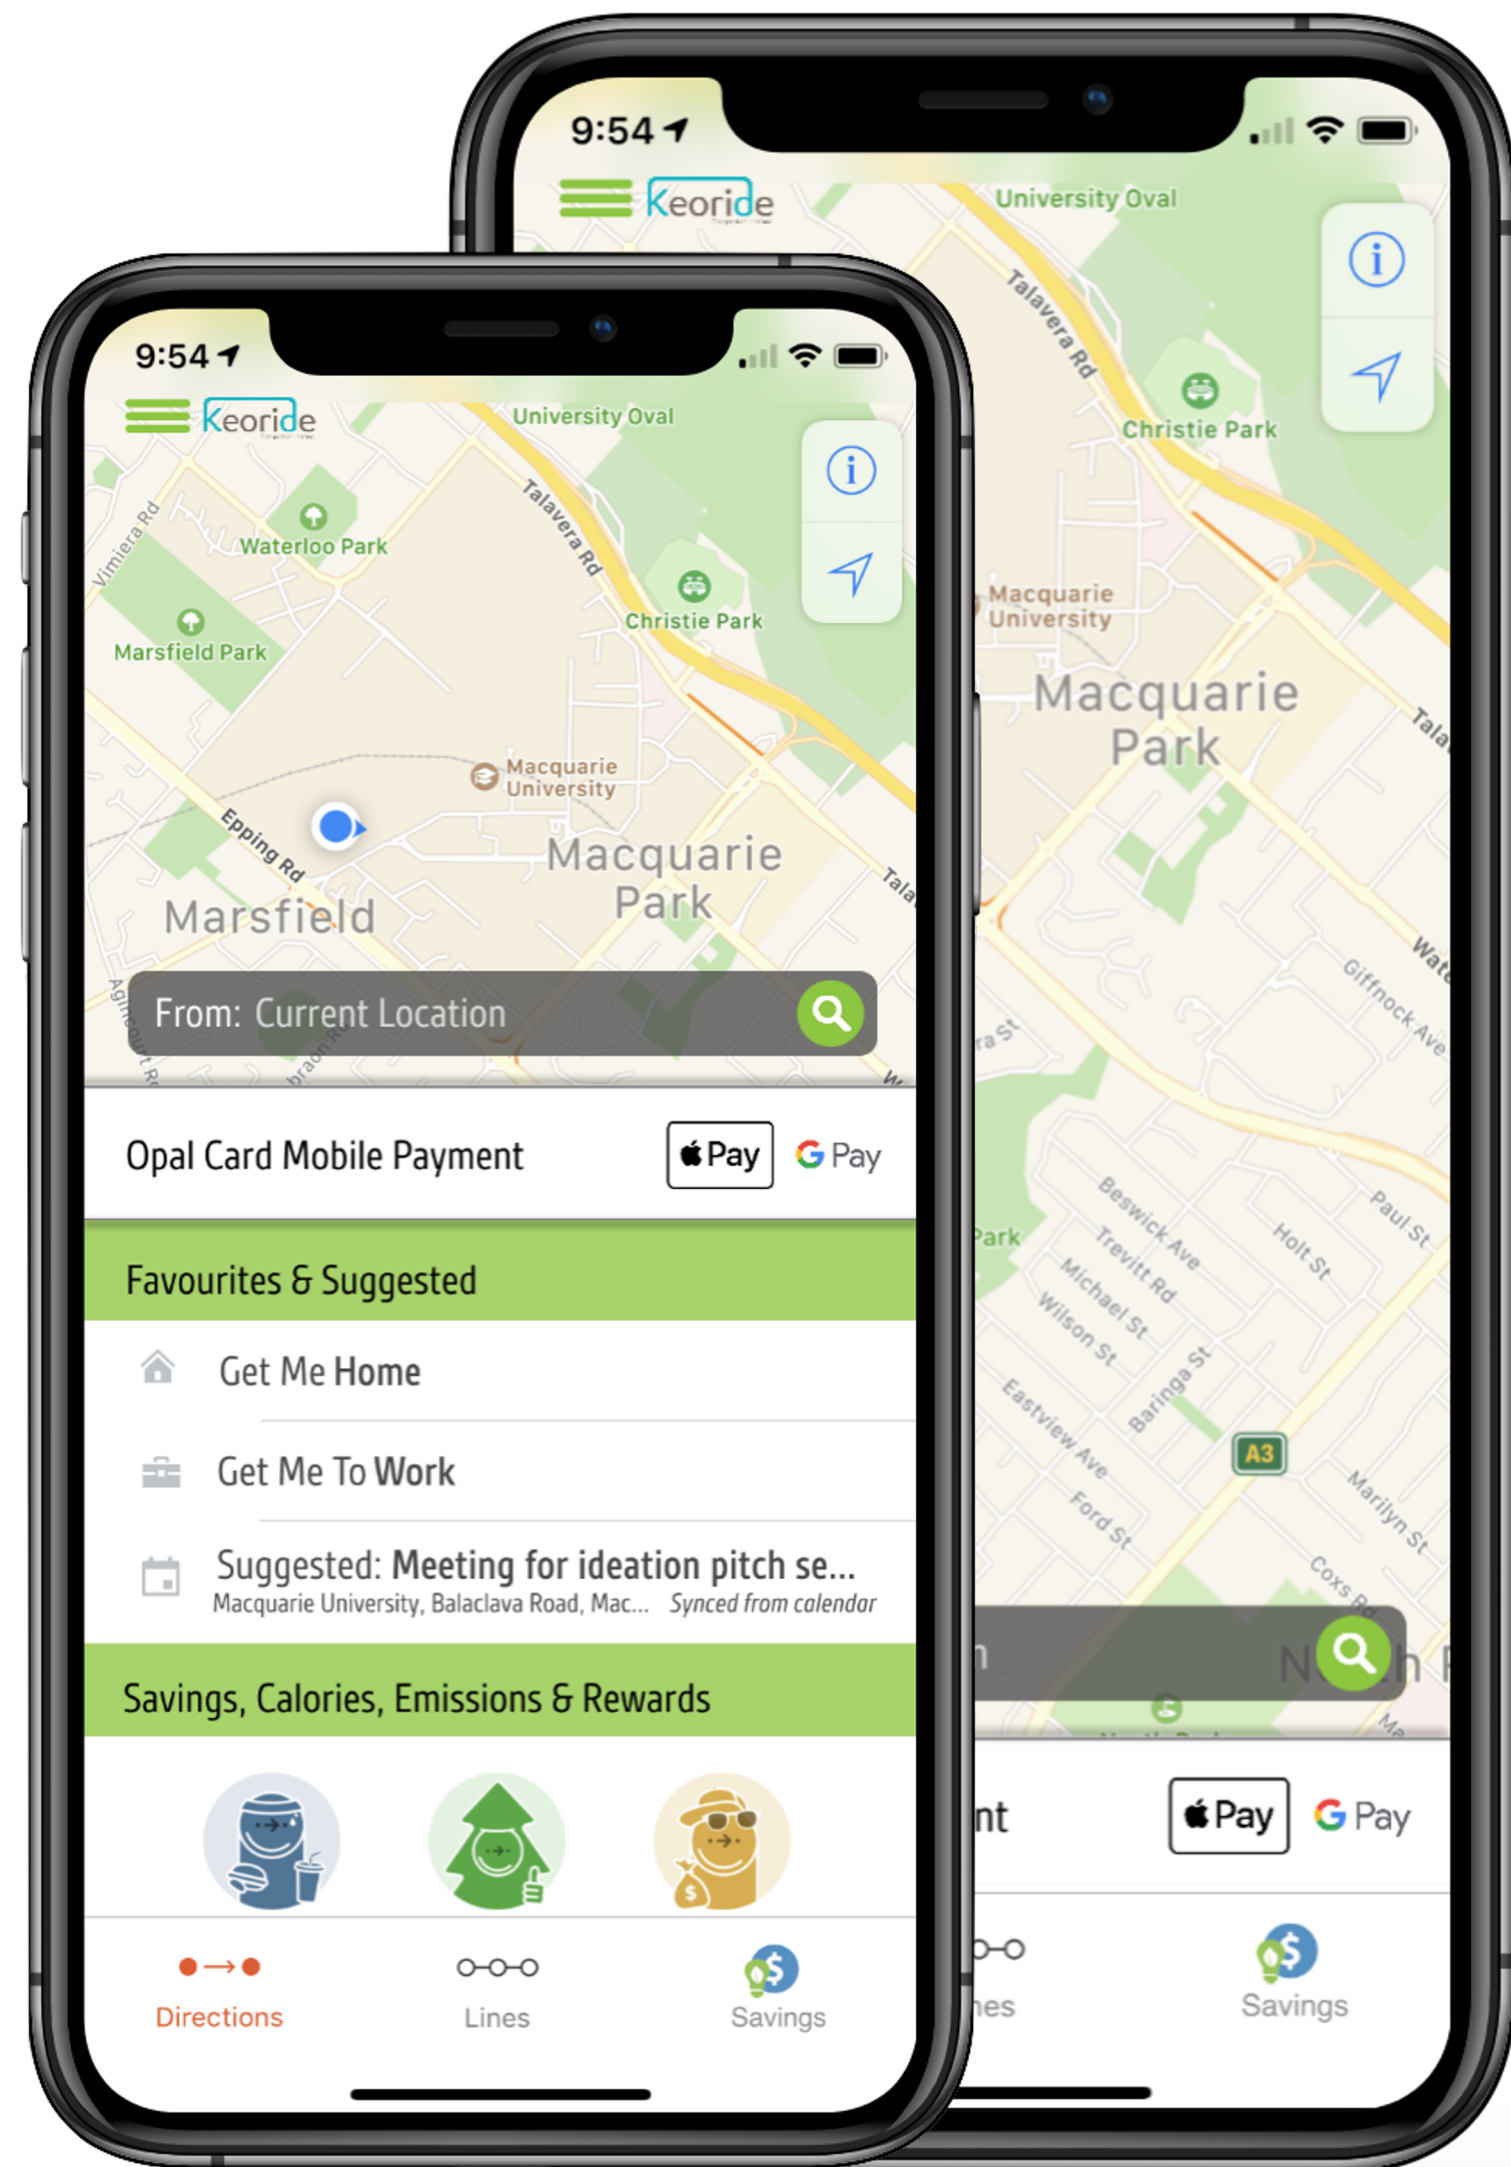 9:54
Keoride
University Oval
Talavera Rd
Christie Park
Macquarie
University
Macquarie
Park
Giffnock Ave
Beswick Ave
Trevitt Rd
Michael St
Wilson St
Holt St
Paul St
Baringa St
Eastview Ave
Ford St
A3
Marilyn St
Coxs Rd
Park
Pay
G Pay
Savings
9:54
Keoride
University Oval
Vimiera Rd
Waterloo Park
Talavera Rd
Marsfield Park
Christie Park
Macquarie
University
Epping Rd
Macquarie
Park
Marsfield
Tala
From: Current Location
Opal Card Mobile Payment
Pay
G Pay
Favourites & Suggested
Get Me Home
Get Me To Work
Suggested: Meeting for ideation pitch se...
Macquarie University, Balaclava Road, Mac... Synced from calendar
Savings, Calories, Emissions & Rewards
$
$
Directions
Lines
Savings